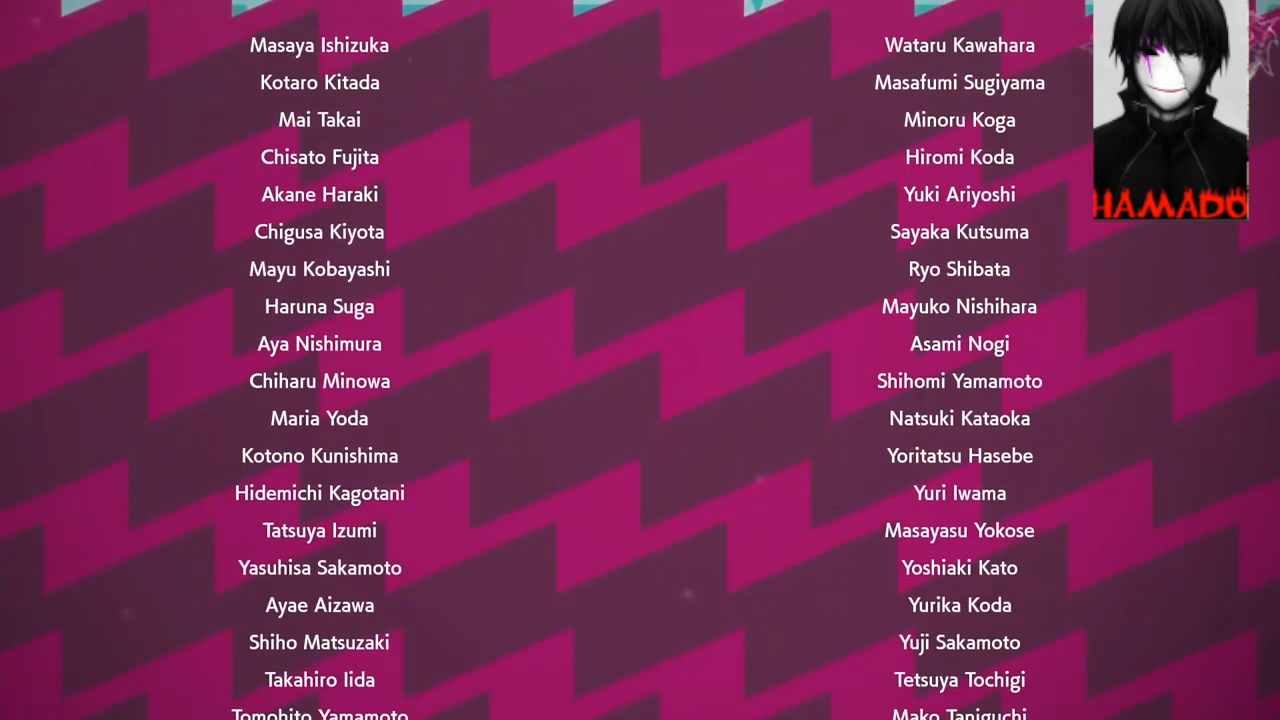 Masaya Ishizuka
Kotaro Kitada
Mai Takai
Chisato Fujita
Akane Haraki
Chigusa Kiyota
Mayu Kobayashi
Haruna Suga
Aya Nishimura
Chiharu Minowa
Maria Yoda
Kotono Kunishima
Hidemichi Kagotani
Tatsuya Izumi
Yasuhisa Sakamoto
Ayae Aizawa
Shiho Matsuzaki
Takahiro Iida
Tomohito Yamamoto
Wataru Kawahara
Masafumi Sugiyama
Minoru Koga
Hiromi Koda
Yuki Ariyoshi
Sayaka Kutsuma
Ryo Shibata
Mayuko Nishihara
Asami Nogi
Shihomi Yamamoto
Natsuki Kataoka
Yoritatsu Hasebe
Yuri Iwama
Masayasu Yokose
Yoshiaki Kato
Yurika Koda
Yuji Sakamoto
Tetsuya Tochigi
Mako Taniguchi
HAMADO